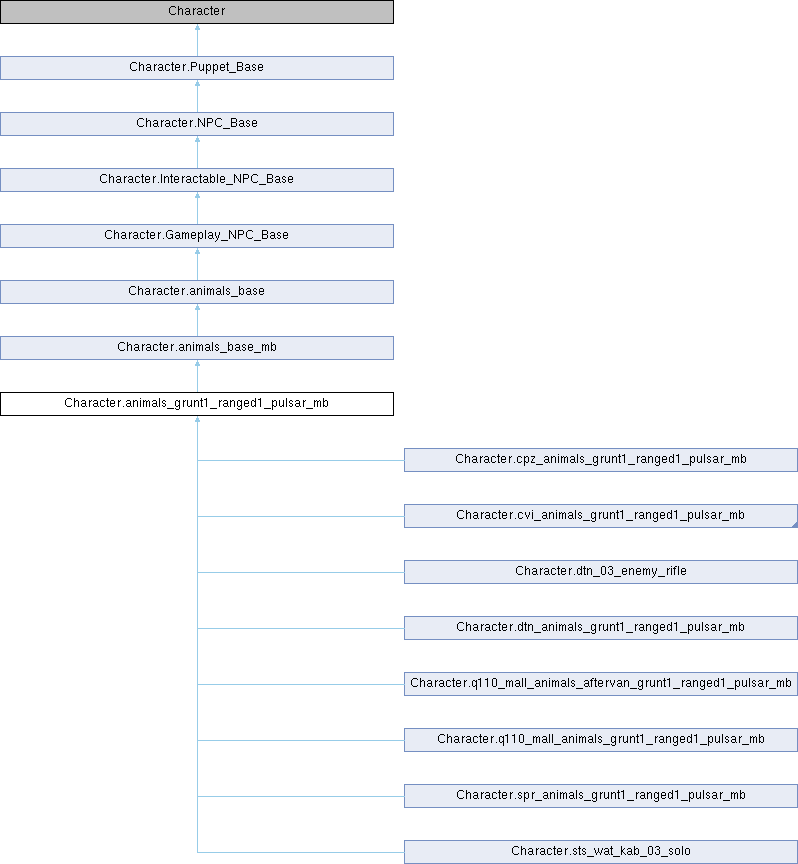 Character
Character.Puppet_Base
Character.NPC_Base
Character.Interactable_NPC_Base
Character.Gameplay_NPC_Base
Character.animals_base
Character.animals_base_mb
Character.animals_grunt1_ranged1_pulsar_mb
Character.cpz_animals_grunt1_ranged1_pulsar_mb
Character.cvi_animals_grunt1_ranged1_pulsar_mb
Character.dtn_03_enemy_rifle
Character.dtn_animals_grunt1_ranged1_pulsar_mb
Character.q110_mall_animals_aftervan_grunt1_ranged1_pulsar_mb
Character.q110_mall_animals_grunt1_ranged1_pulsar_mb
Character.spr_animals_grunt1_ranged1_pulsar_mb
Character.sts_wat_kab_03_solo